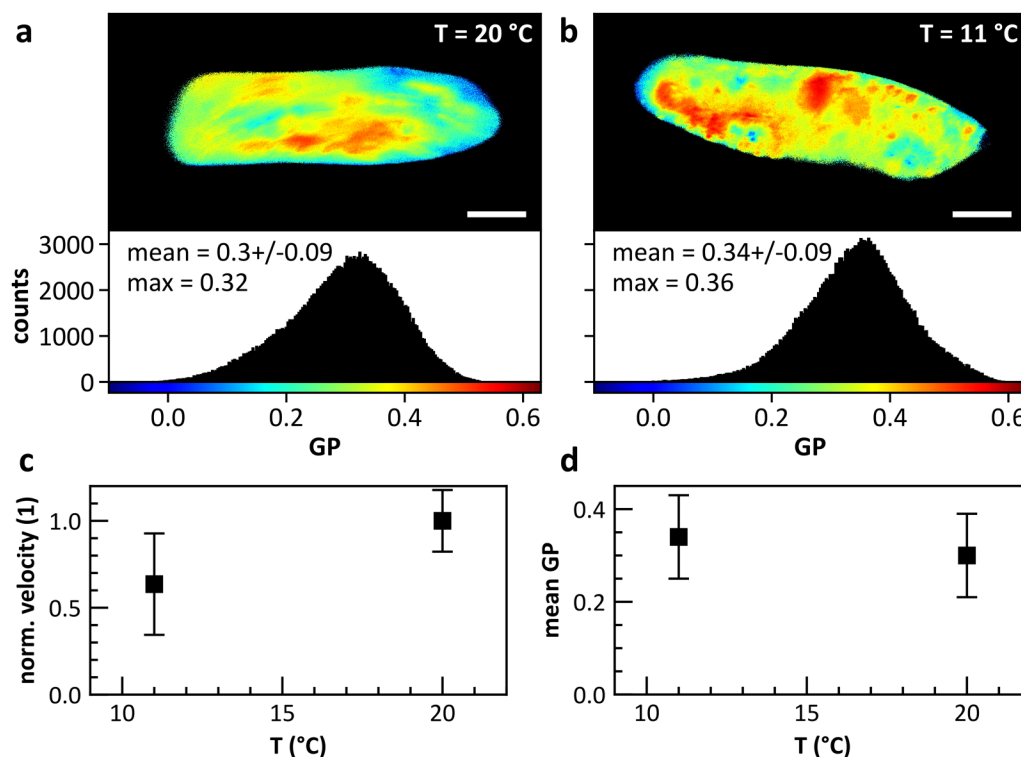 a
T = 20 °C
b
T = 11 °C
3000
2000
1000
0
counts
mean = 0.3+/-0.09
max = 0.32
mean = 0.34+/-0.09
max = 0.36
0.0 0.2 0.4 0.6
GP
0.0 0.2 0.4 0.6
GP
c
norm. velocity (1)
1.0
0.5
0.0
10 15 20
T (°C)
d
mean GP
0.4
0.2
0.0
10 15 20
T (°C)